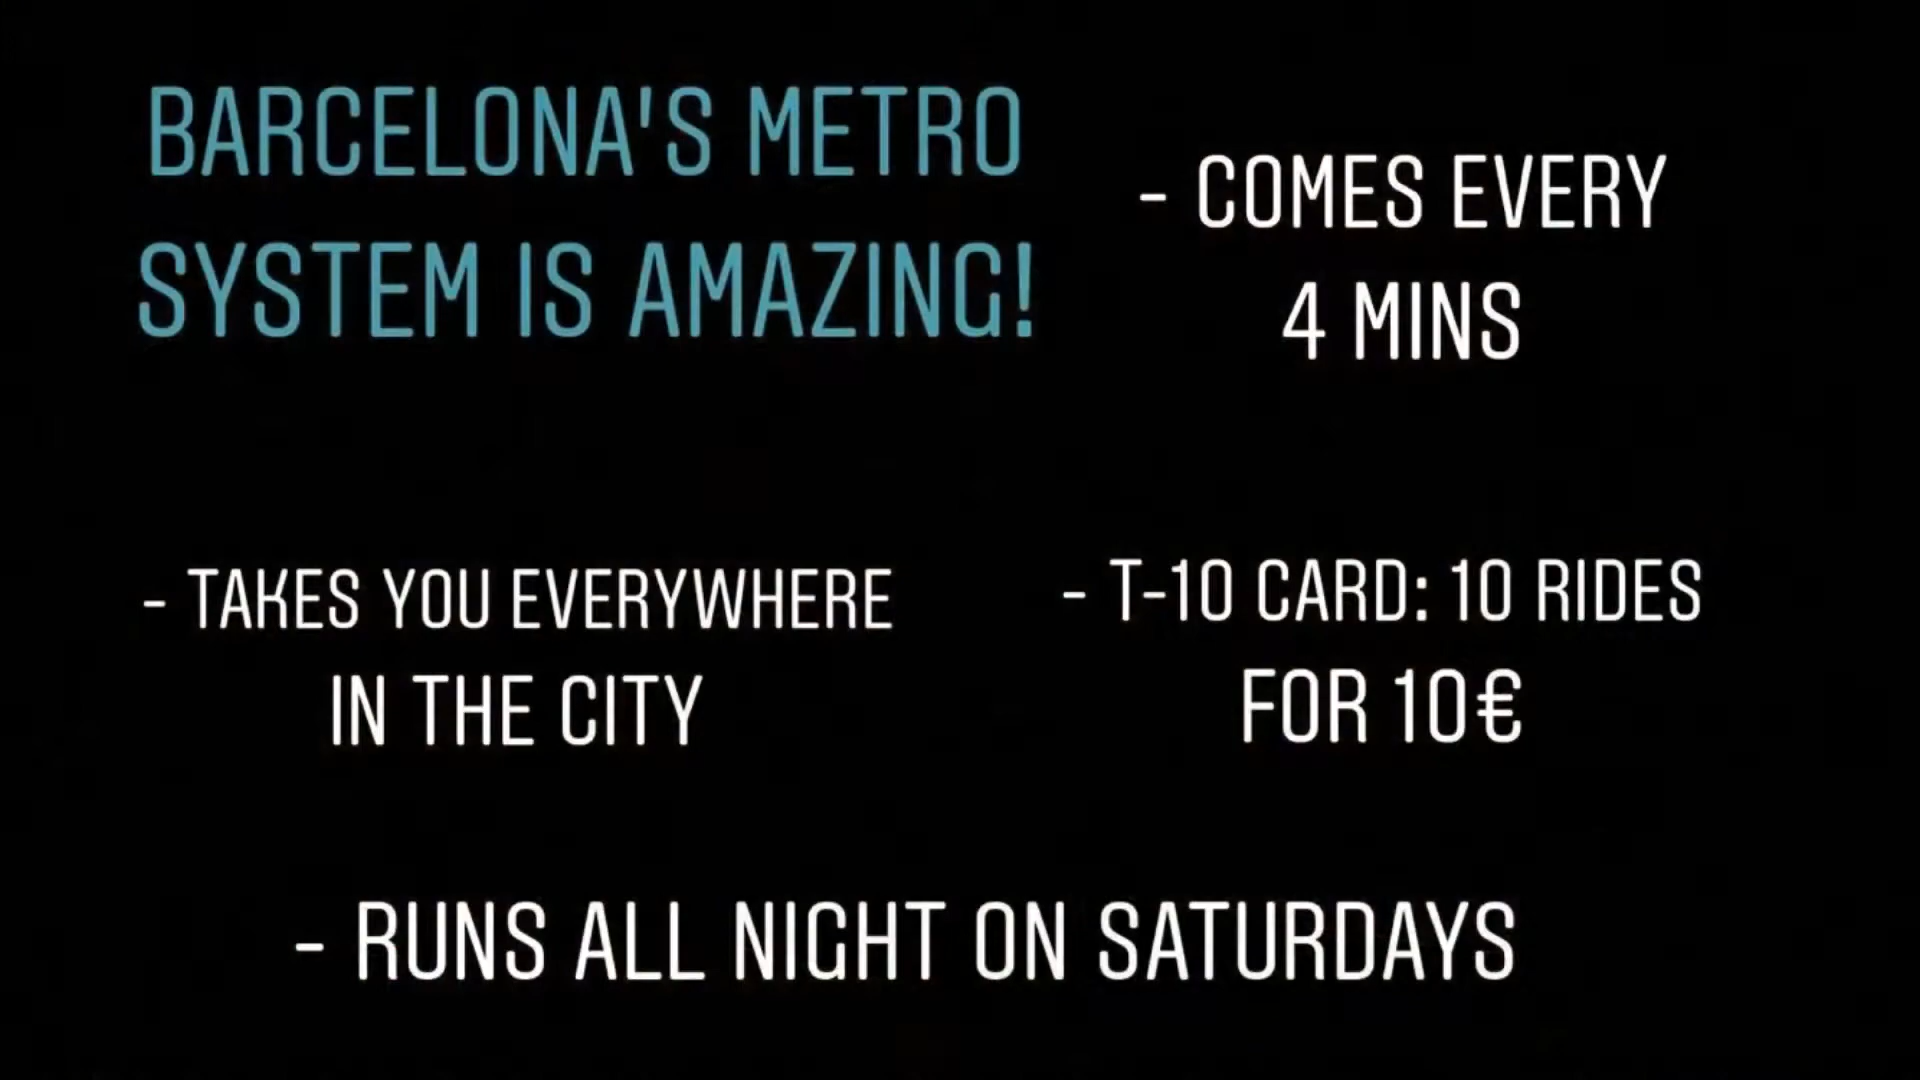 BARCELONA'S METRO
SYSTEM IS AMAZING!
- COMES EVERY
4 MINS
- TAKES YOU EVERYWHERE
IN THE CITY
- T-10 CARD: 10 RIDES
FOR 10€
- RUNS ALL NIGHT ON SATURDAYS